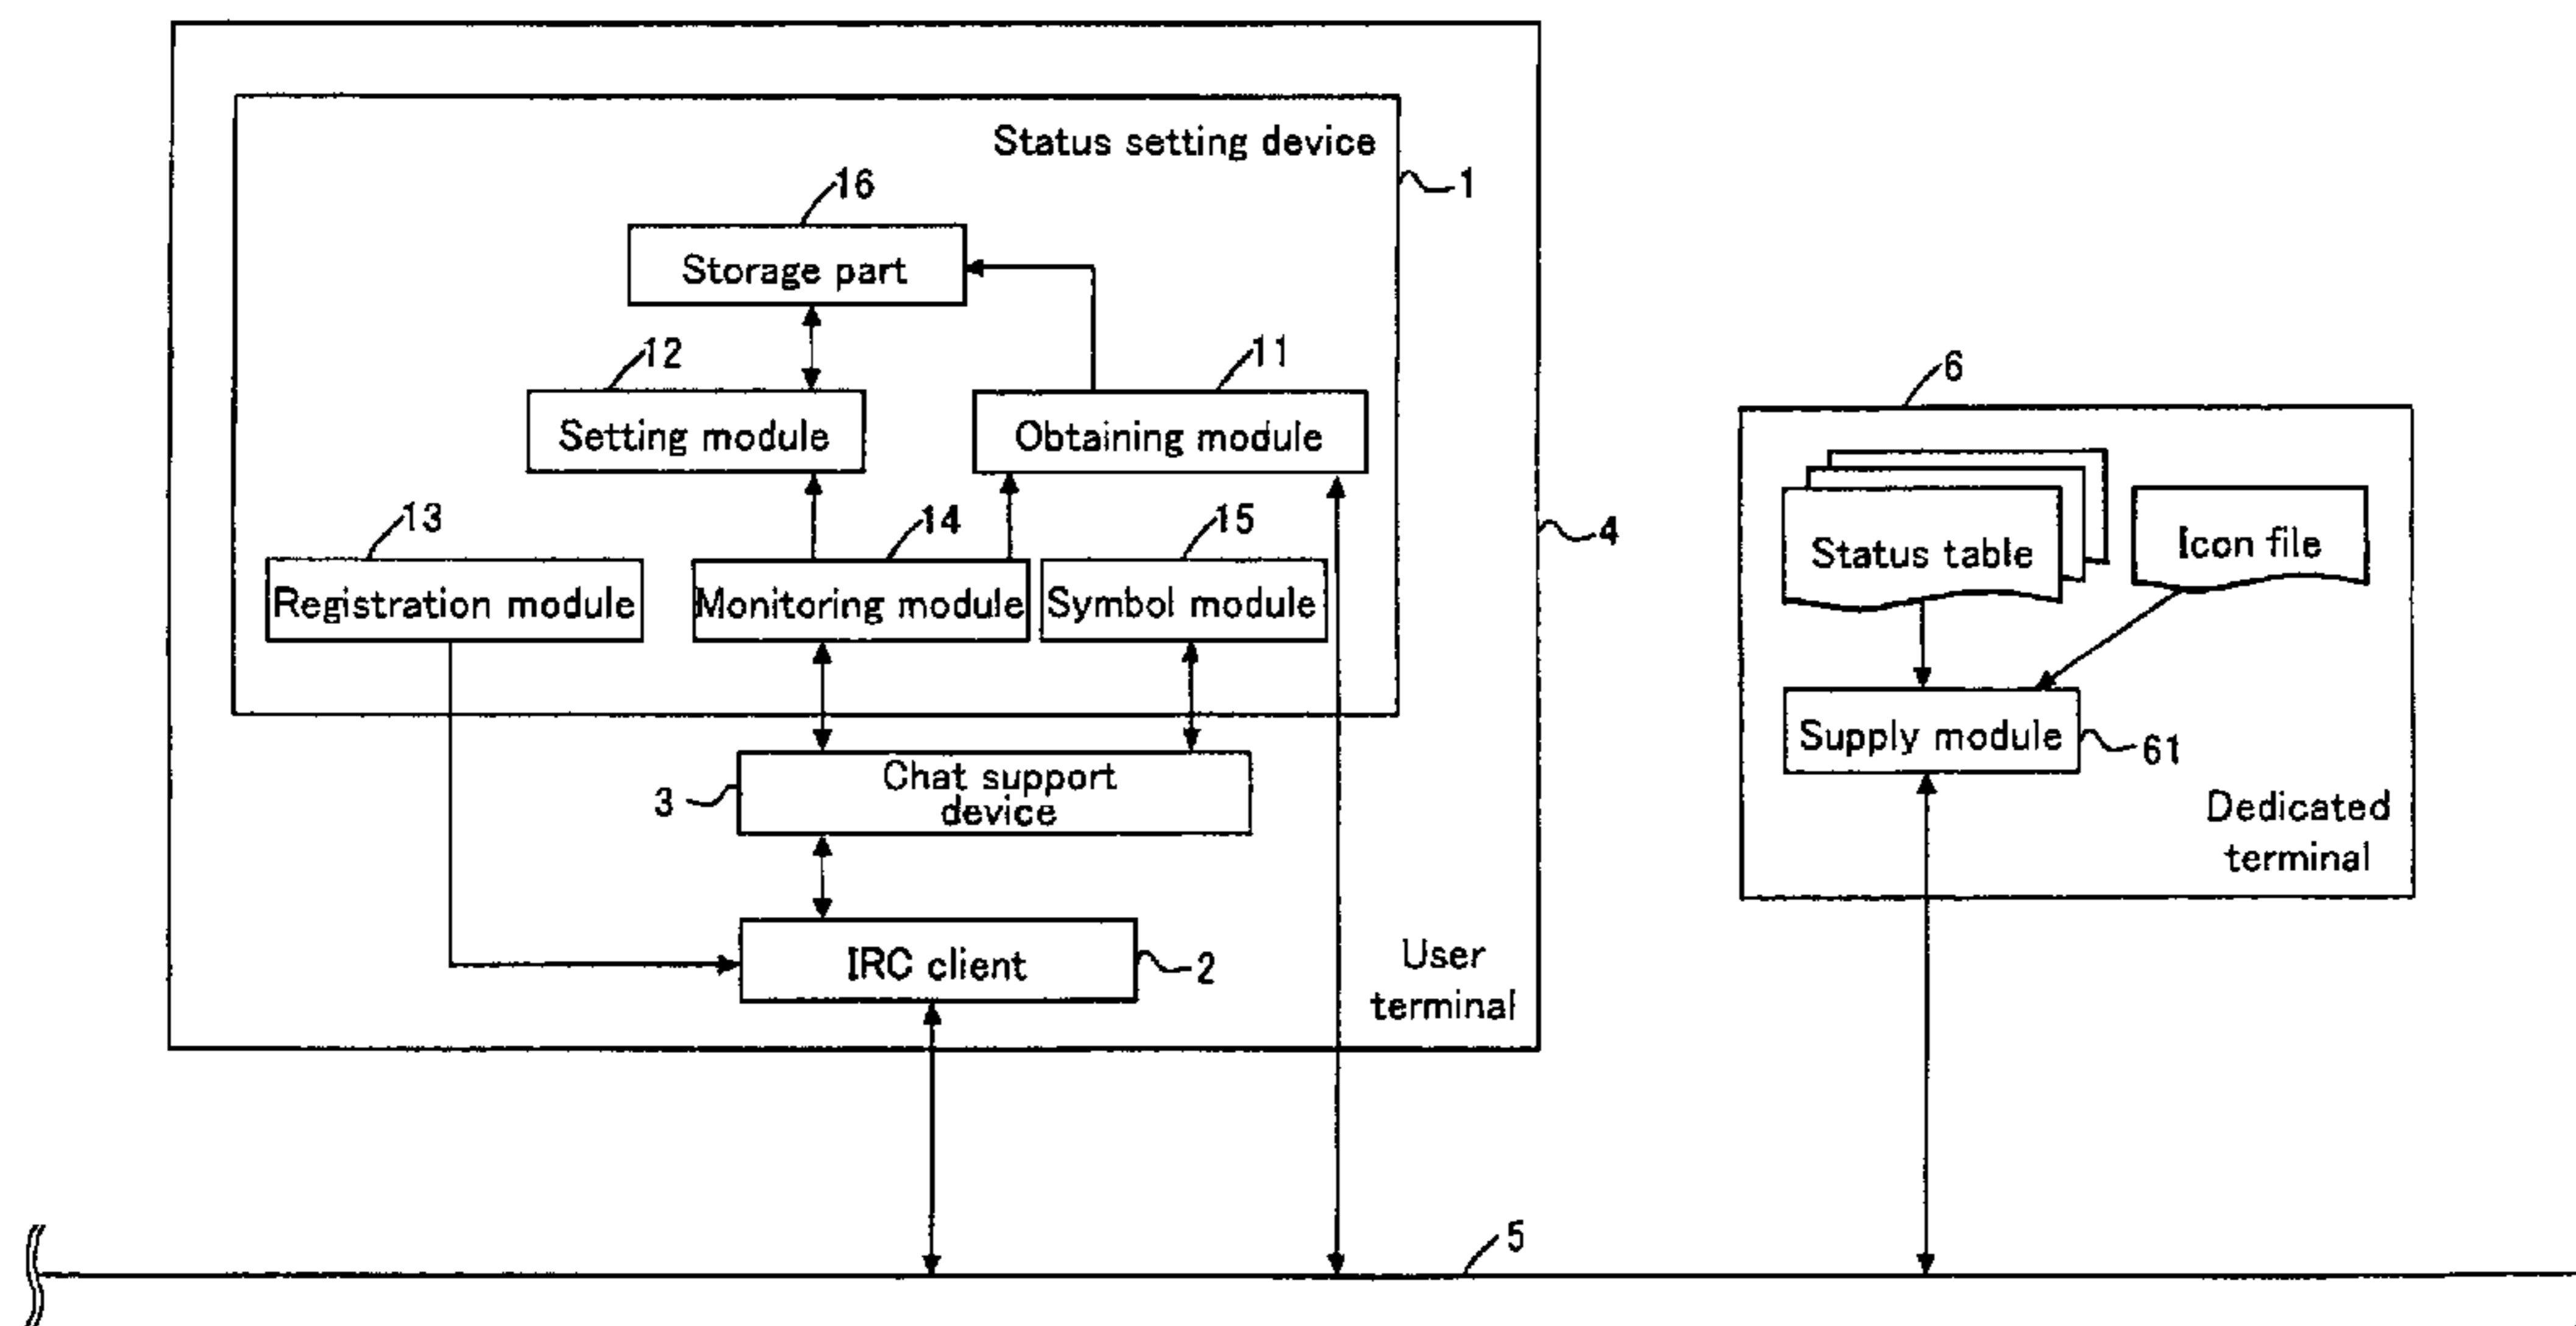 Status setting device
1
16
Storage part
12
11
Setting module
Obtaining module
6
13
14
15
4
Status table
Icon file
Registration module
Monitoring module
Symbol module
Supply module
61
3
Chat support
device
Dedicated
terminal
IRC client
2
User
terminal
5